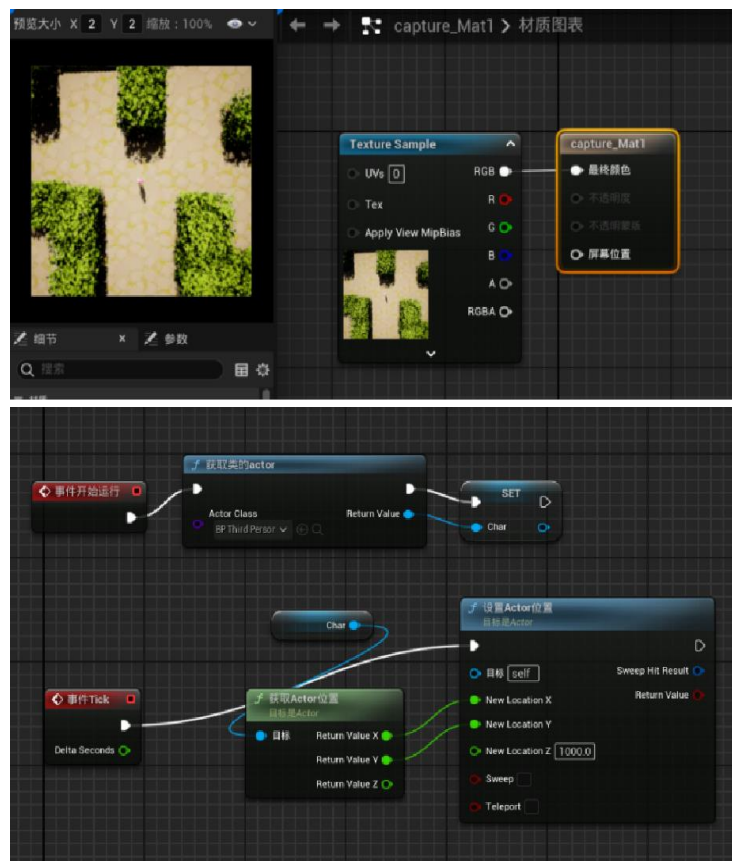 预览大小 X 2 Y 2 缩放：100%
capture_Mat1 > 材质图表
Texture Sample
UVs 0
Tex
Apply View MipBias
RGB
R
G
B
A
RGBA
capture_Mat1
最终颜色
不透明度
不透明蒙版
屏幕位置
细节 x 参数
搜索
事件开始运行
f 获取类的actor
Actor Class
BP Third Person
Return Value
SET
Char
Char
事件Tick
Delta Seconds
f 获取Actor位置
目标是Actor
目标
Return Value X
Return Value Y
Return Value Z
f 设置Actor位置
目标是Actor
目标 self
New Location X
New Location Y
New Location Z 1000.0
Sweep
Teleport
Sweep Hit Result
Return Value